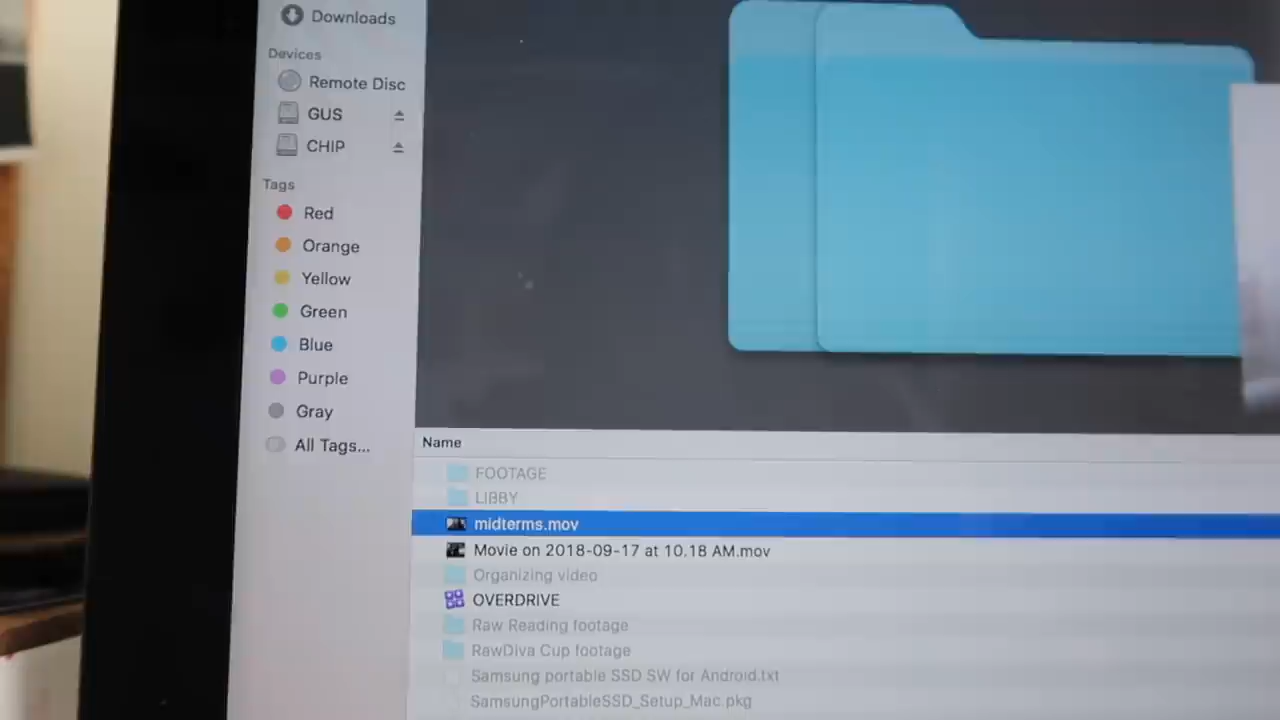 Downloads
Devices
Remote Disc
GUS
CHIP
Tags
Red
Orange
Yellow
Green
Blue
Purple
Gray
All Tags...
Name
FOOTAGE
LIBBY
midterms.mov
Movie on 2018-09-17 at 10.18 AM.mov
Organizing video
OVERDRIVE
Raw Reading footage
RawDiva Cup footage
Samsung portable SSD SW for Android.txt
SamsungPortableSSD_Setup_Mac.pkg